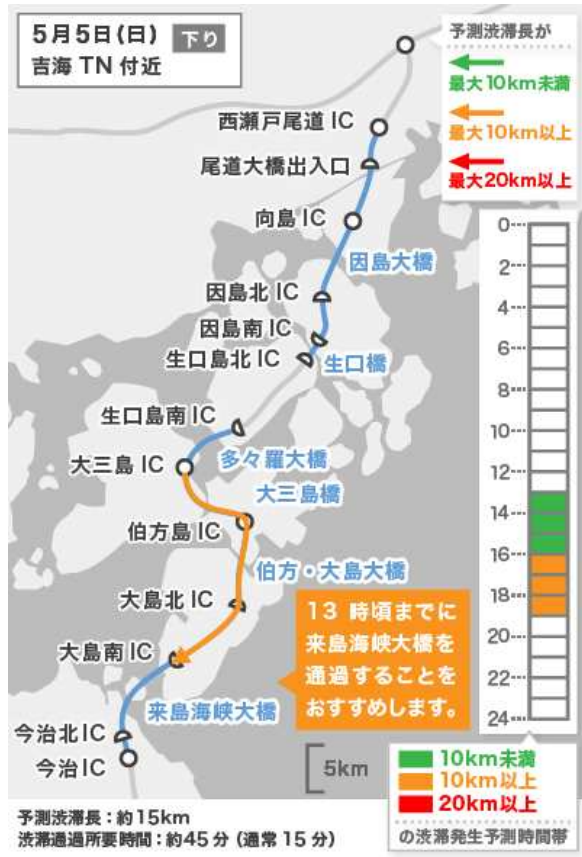 5月5日(日) 下り
吉海 TN 付近
予測渋滞長が
最大10km未満
最大10km以上
最大20km以上
西瀬戸尾道 IC
尾道大橋出入口
向島 IC
因島大橋
因島北 IC
因島南 IC
生口島北 IC
生口橋
生口島南 IC
多々羅大橋
大三島 IC
大三島橋
伯方島 IC
伯方・大島大橋
大島北 IC
大島南 IC
来島海峡大橋
今治北 IC
今治 IC
13 時頃までに
来島海峡大橋を
通過することを
おすすめします。
5km
0
2
4
6
8
10
12
14
16
18
20
22
24
10km未満
10km以上
20km以上
の渋滞発生予測時間帯
予測渋滞長：約15km
渋滞通過所要時間：約45分（通常15分）